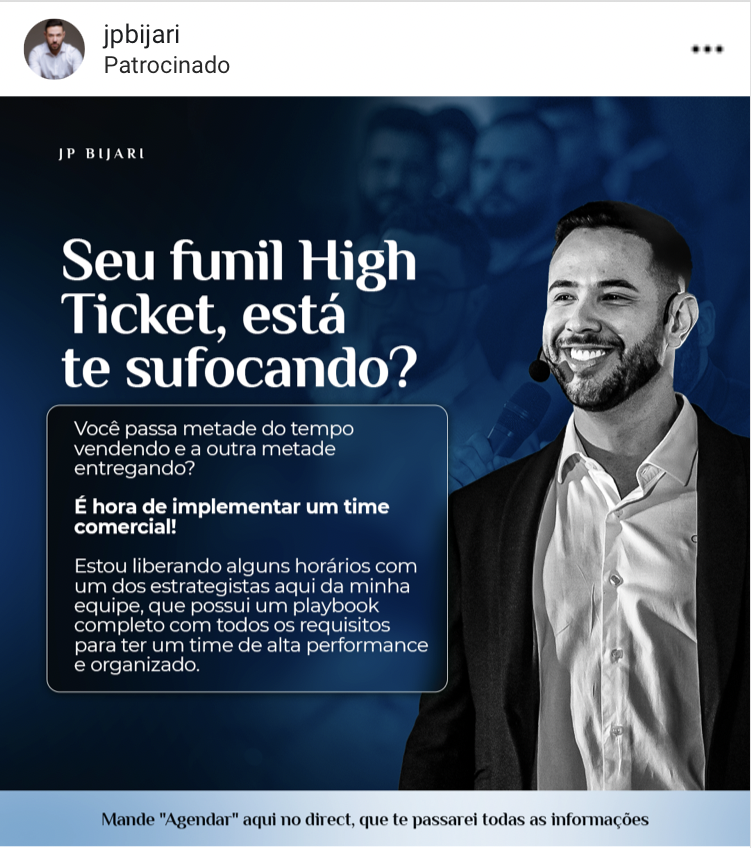 jpbijari
Patrocinado
JP BIJARI
Seu funil High
Ticket, está
te sufocando?
Você passa metade do tempo
vendendo e a outra metade
entregando?
É hora de implementar um time
comercial!
Estou liberando alguns horários com
um dos estrategistas aqui da minha
equipe, que possui um playbook
completo com todos os requisitos
para ter um time de alta performance
e organizado.
Mande "Agendar" aqui no direct, que te passarei todas as informações